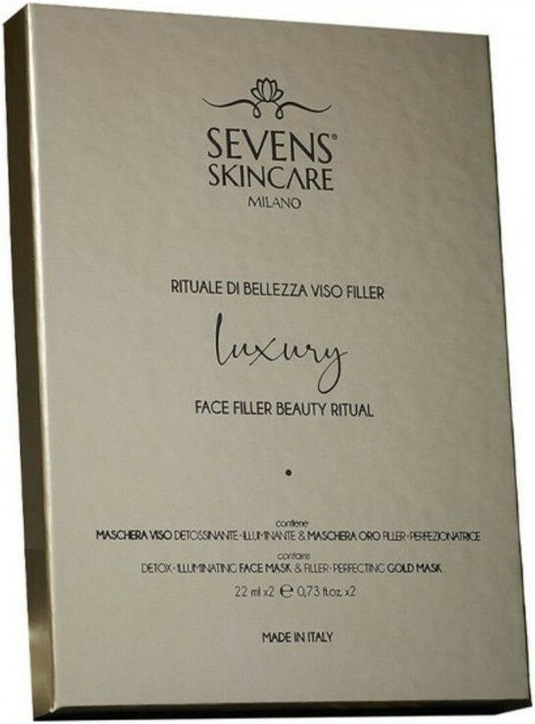 SEVENS®
SKINCARE
MILANO
RITUALE DI BELLEZZA VISO FILLER
luxury
FACE FILLER BEAUTY RITUAL
contiene
MASCHERA VISO DETOSSINANTE•ILLUMINANTE & MASCHERA ORO FILLER•PERFEZIONATRICE
contains
DETOX•ILLUMINATING FACE MASK & FILLER•PERFECTING GOLD MASK
22 ml x2 ℮ 0,73 fl.oz. x2
MADE IN ITALY